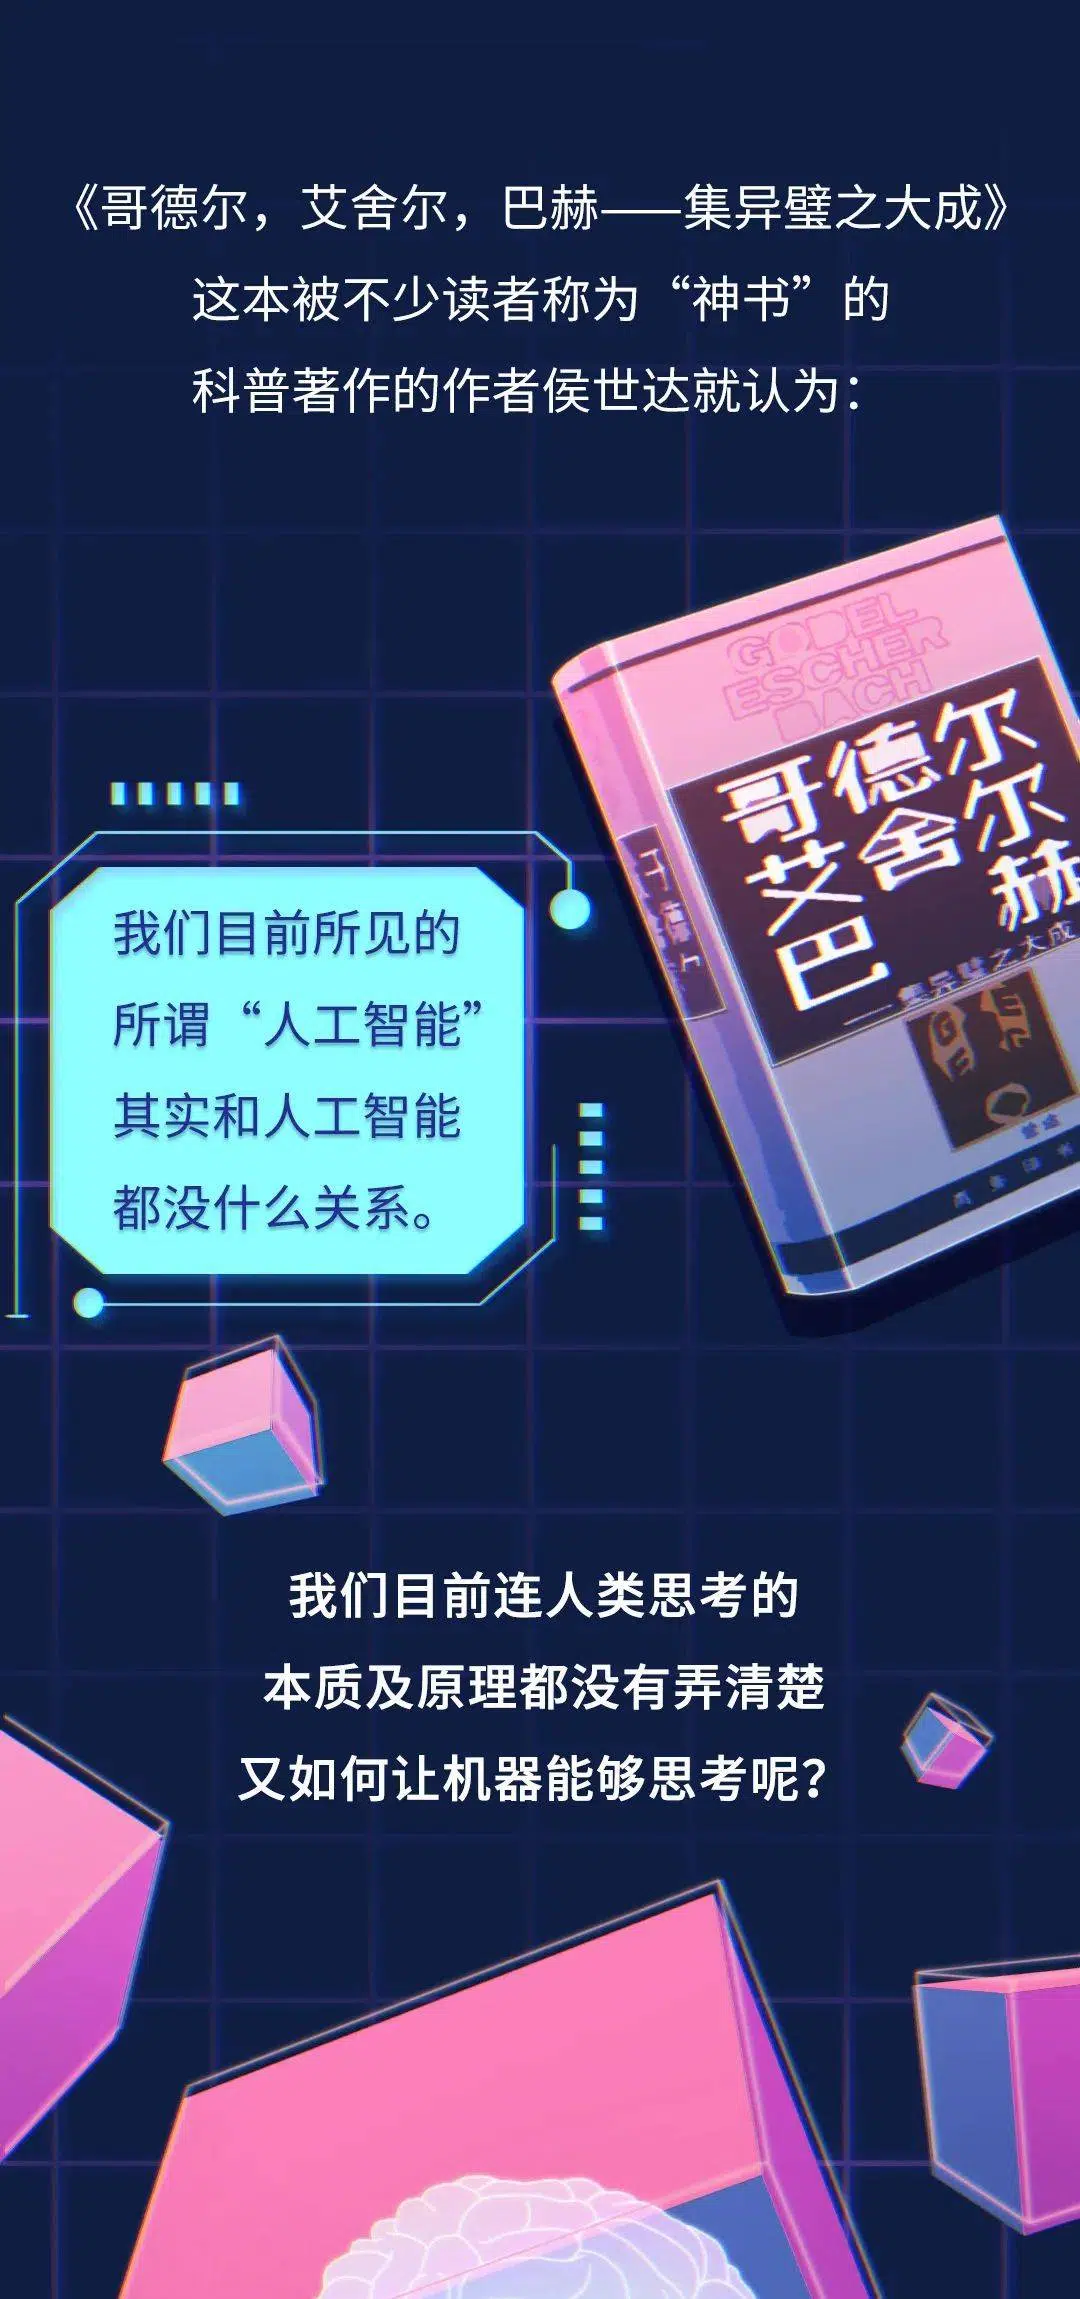 《哥德尔，艾舍尔，巴赫——集异璧之大成》
这本被不少读者称为“神书”的
科普著作的作者侯世达就认为：
GODEL
ESCHER
BACH
哥德尔
艾舍尔
巴赫
——集异璧之大成
商务印书
我们目前所见的
所谓“人工智能”
其实和人工智能
都没什么关系。
我们目前连人类思考的
本质及原理都没有弄清楚
又如何让机器能够思考呢？